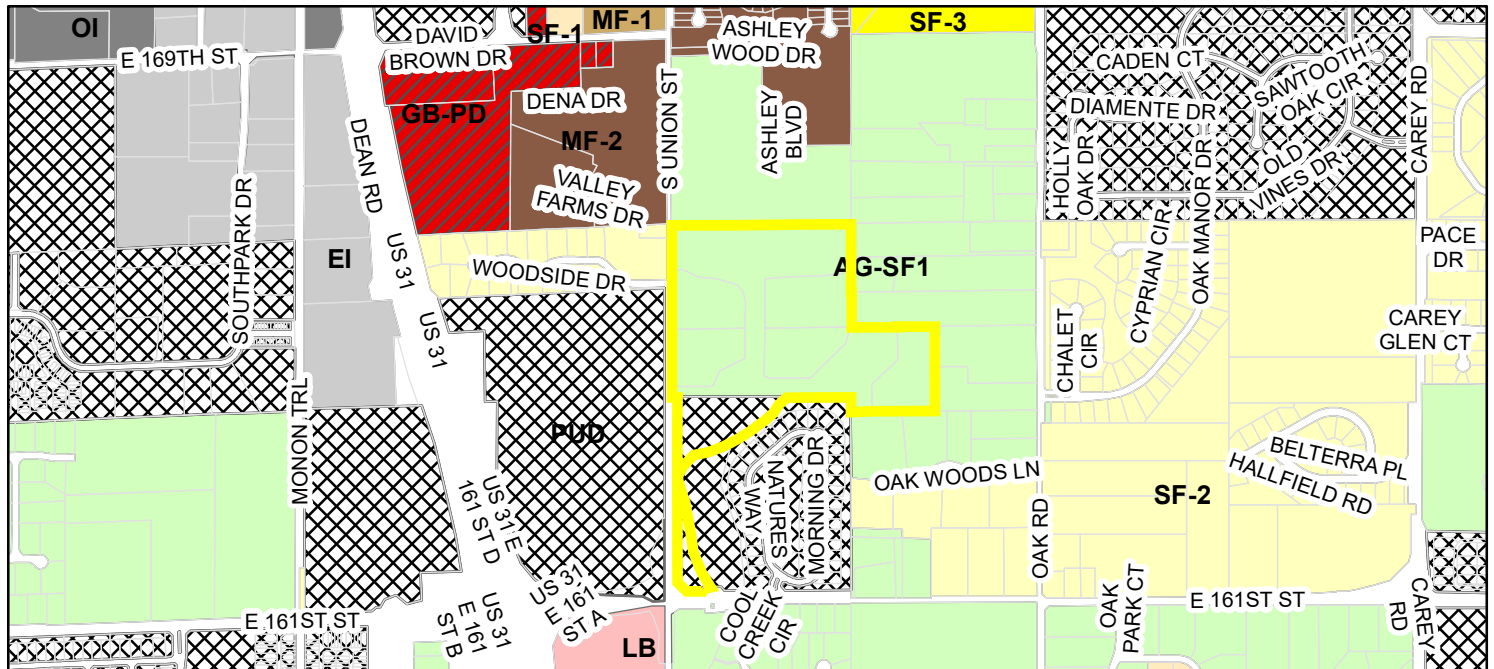 OI
E 169TH ST
DAVID
BROWN DR
SF-1
MF-1
ASHLEY
WOOD DR
SF-3
CADEN CT
SAWTOOTH
OAK CIR
CAREY RD
DIAMENTE DR
GB-PD
DENA DR
MF-2
S UNION ST
ASHLEY
BLVD
DEAN RD
HOLLY
OAK DR
OAK MANOR DR
OLD
VINES DR
VALLEY
FARMS DR
SOUTHPARK DR
EI
US 31
WOODSIDE DR
AG-SF1
CYPRIAN CIR
PACE
DR
US 31
CHALET
CIR
CAREY
GLEN CT
MONON TRL
PUD
NATURES
WAY
MORNING DR
OAK WOODS LN
OAK RD
SF-2
BELTERRA PL
HALLFIELD RD
US 31 E
161 ST D
US 31
E 161
ST A
US 31
E 161
ST B
E 161ST ST
LB
COOL
CREEK
CIR
OAK
PARK CT
E 161ST ST
CAREY
RD